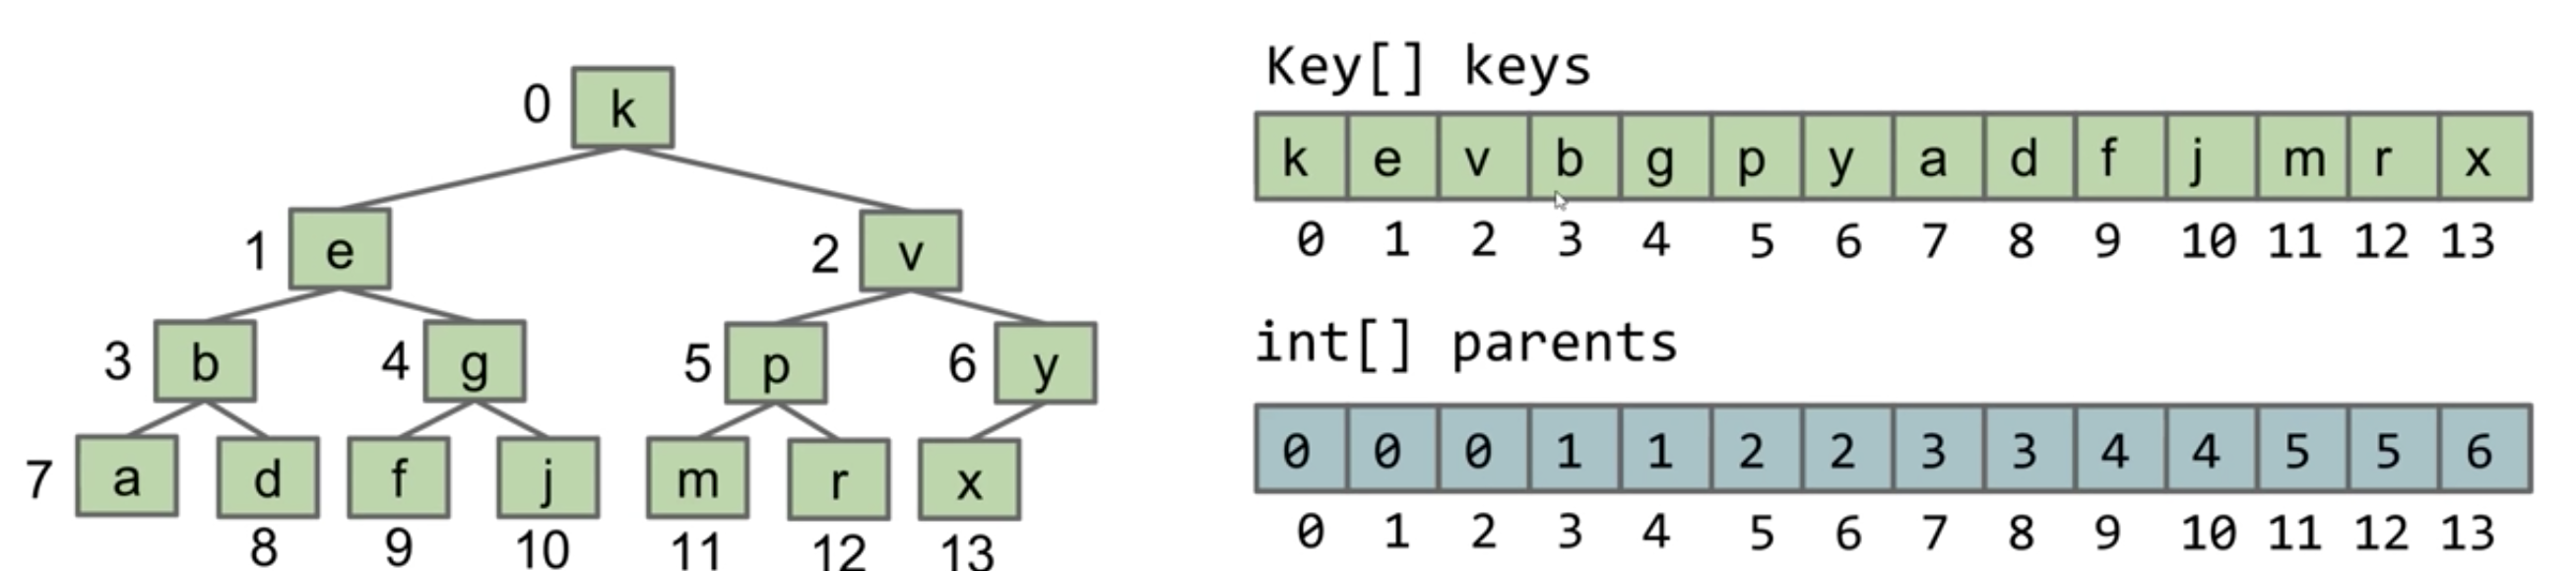 0 k
1 e 2 v
3 b 4 g 5 p 6 y
7 a d f j m r x
8 9 10 11 12 13
Key[] keys
k e v b g p y a d f j m r x
0 1 2 3 4 5 6 7 8 9 10 11 12 13
int[] parents
0 0 0 1 1 2 2 3 3 4 4 5 5 6
0 1 2 3 4 5 6 7 8 9 10 11 12 13